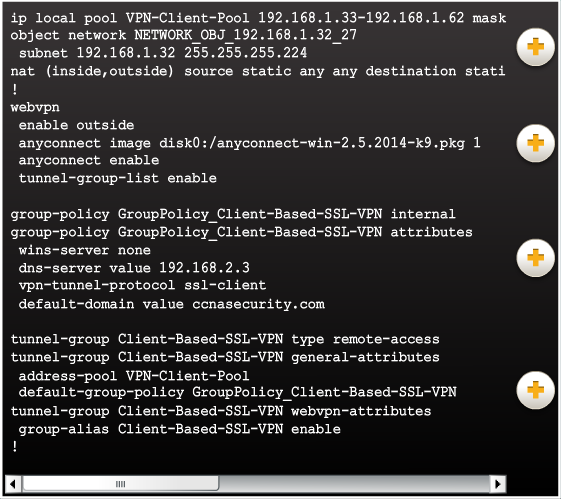 ip local pool VPN-Client-Pool 192.168.1.33-192.168.1.62 mask
object network NETWORK_OBJ_192.168.1.32_27
 subnet 192.168.1.32 255.255.255.224
nat (inside,outside) source static any any destination stati
!
webvpn
 enable outside
 anyconnect image disk0:/anyconnect-win-2.5.2014-k9.pkg 1
 anyconnect enable
 tunnel-group-list enable

group-policy GroupPolicy_Client-Based-SSL-VPN internal
group-policy GroupPolicy_Client-Based-SSL-VPN attributes
 wins-server none
 dns-server value 192.168.2.3
 vpn-tunnel-protocol ssl-client
 default-domain value ccnasecurity.com

tunnel-group Client-Based-SSL-VPN type remote-access
tunnel-group Client-Based-SSL-VPN general-attributes
 address-pool VPN-Client-Pool
 default-group-policy GroupPolicy_Client-Based-SSL-VPN
tunnel-group Client-Based-SSL-VPN webvpn-attributes
 group-alias Client-Based-SSL-VPN enable
!